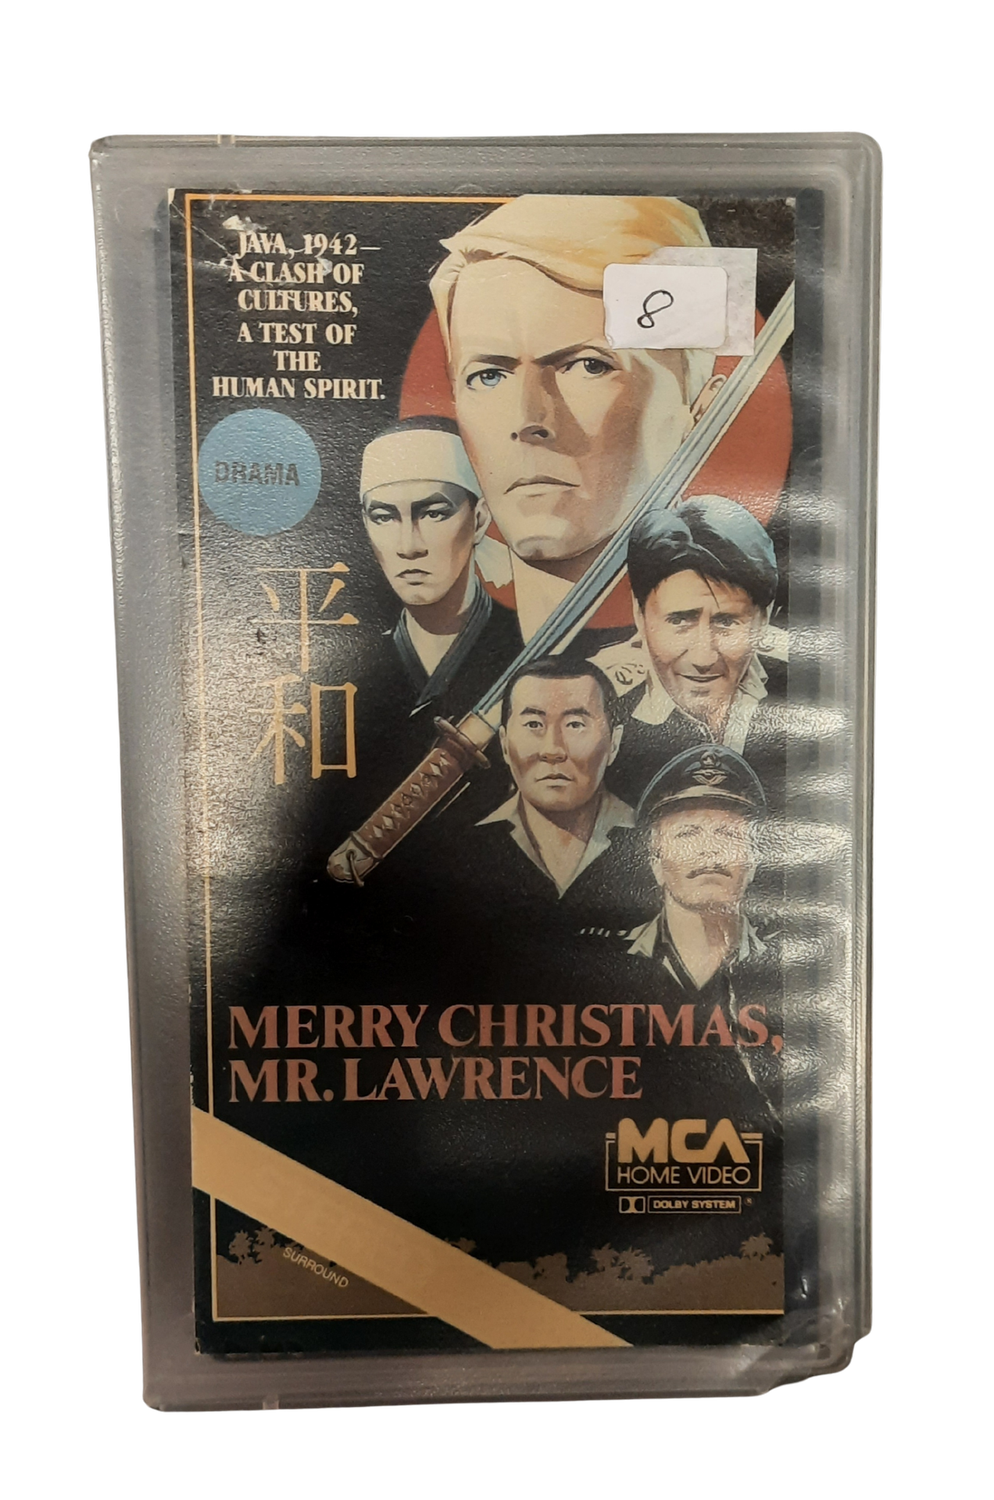 JAVA, 1942–
A CLASH OF
CULTURES,
A TEST OF
THE
HUMAN SPIRIT.
8
DRAMA
平
和
MERRY CHRISTMAS,
MR. LAWRENCE
MCA
HOME VIDEO
DOLBY SYSTEM ®
SURROUND